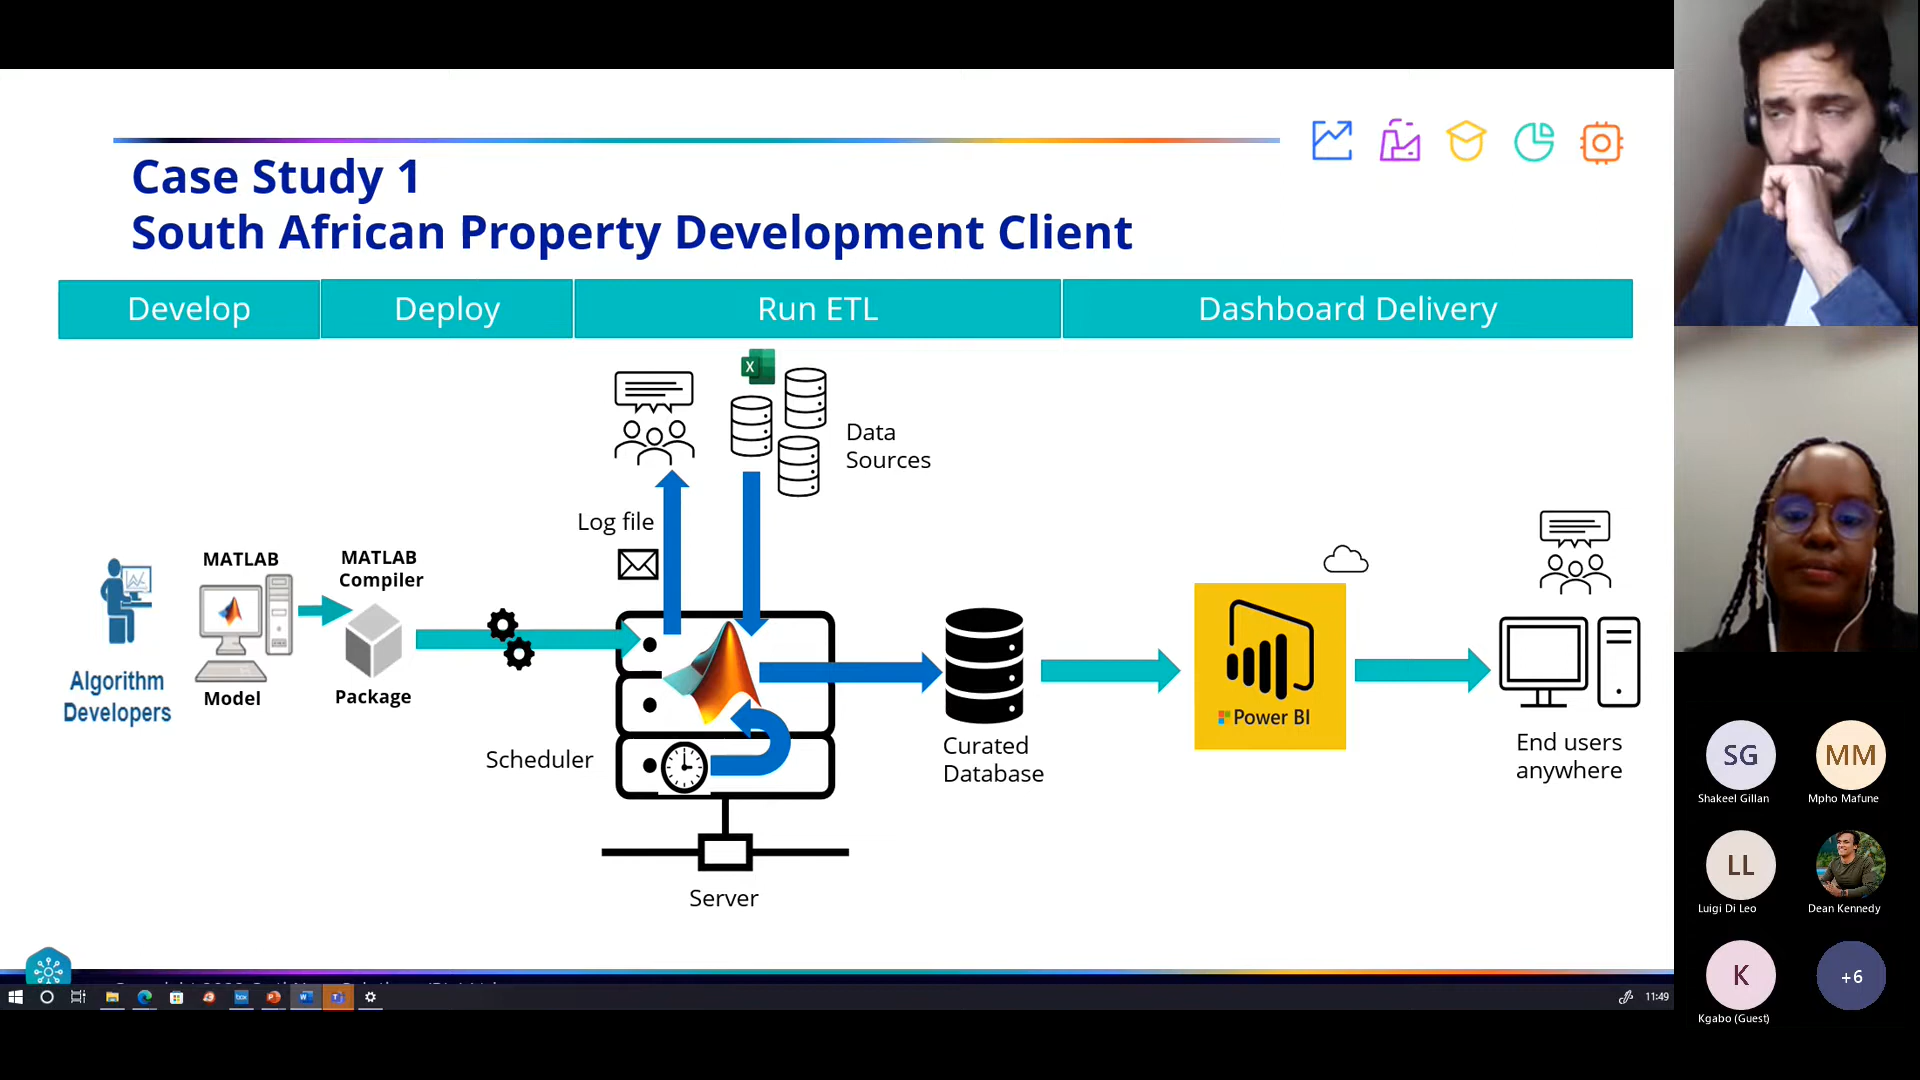 Case Study 1
South African Property Development Client
Develop
Deploy
Run ETL
Dashboard Delivery
X
Data
Sources
Log file
MATLAB
MATLAB
Compiler
Algorithm
Developers
Model
Package
Scheduler
Server
Curated
Database
Power BI
End users
anywhere
SG
Shakeel Gillan
MM
Mpho Mafune
LL
Luigi Di Leo
Dean Kennedy
K
Kgabo (Guest)
+6
11:49